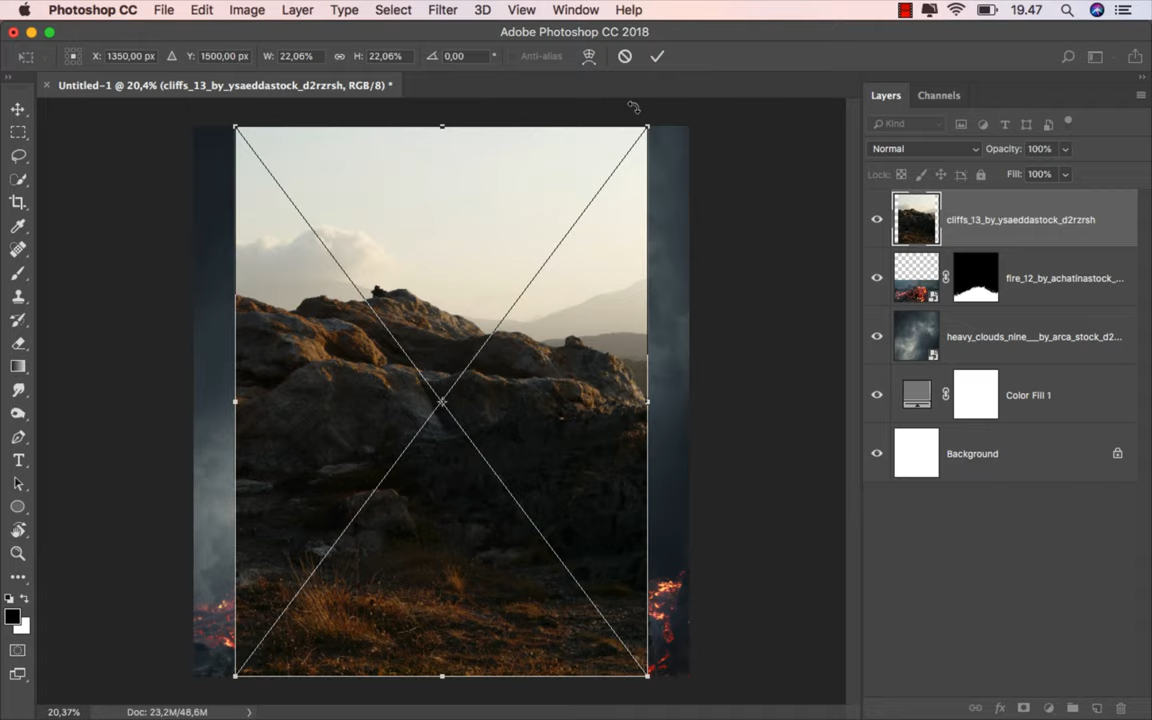 Photoshop CC File Edit Image Layer Type Select Filter 3D View Window Help 19.47
Adobe Photoshop CC 2018
X: 1350,00 px Y: 1500,00 px W: 22,06% H: 22,06% 0,00 ° Anti-alias
Untitled-1 @ 20,4% (cliffs_13_by_ysaeddastock_d2rzrsh, RGB/8) *
Layers Channels
Kind
Normal Opacity: 100%
Lock: Fill: 100%
cliffs_13_by_ysaeddastock_d2rzrsh
fire_12_by_achatinastock_...
heavy_clouds_nine___by_arca_stock_d2...
Color Fill 1
Background
20,37% Doc: 23,2M/48,6M